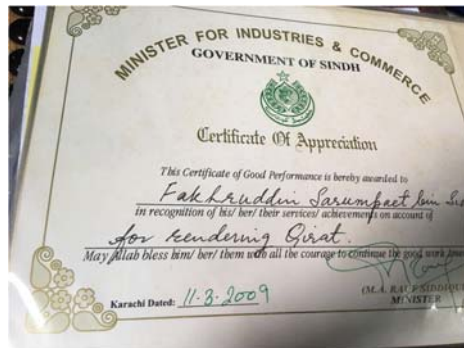 MINISTER FOR INDUSTRIES & COMMERCE
GOVERNMENT OF SINDH
Certificate Of Appreciation
This Certificate of Good Performance is hereby awarded to
Fakhruddin Sarumpaet bin
in recognition of his/ her/ their services/ achievements on account of
for rendering Qirat.
May Allah bless him/ her/ them with all the courage to continue the good work
(M.A. RAUF SIDDIQUI)
Karachi Dated: 11.3.2009
MINISTER